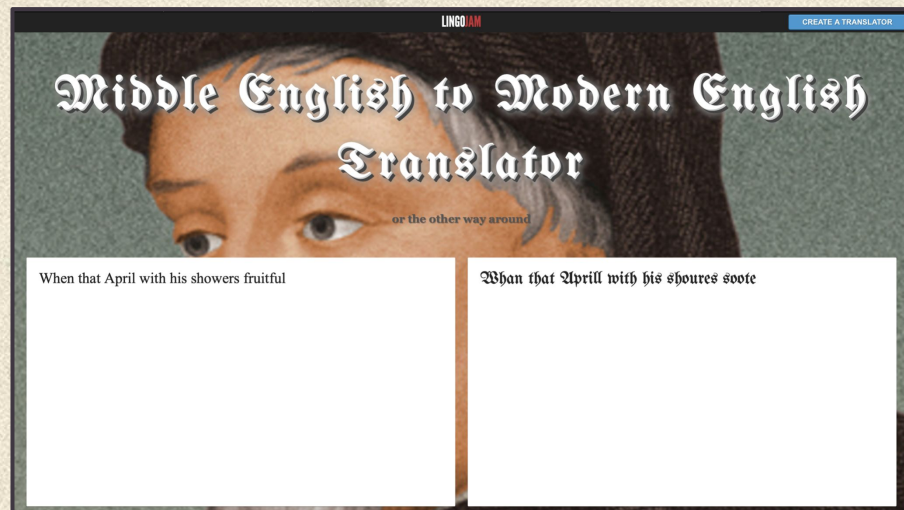 LINGOJAM
CREATE A TRANSLATOR
Middle English to Modern English
Translator
or the other way around
When that April with his showers fruitful
Whan that Aprill with his shoures soote